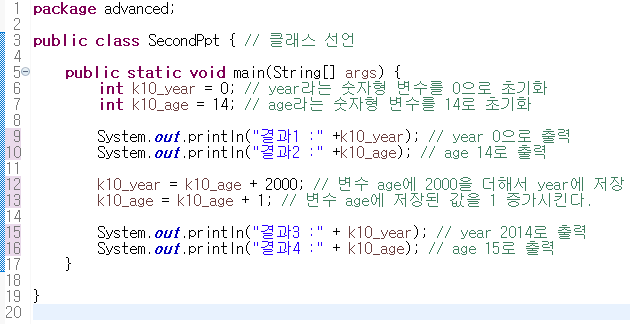 1 package advanced;
2
3 public class SecondPpt { // 클래스 선언
4
5 public static void main(String[] args) {
6 int k10_year = 0; // year라는 숫자형 변수를 0으로 초기화
7 int k10_age = 14; // age라는 숫자형 변수를 14로 초기화
8
9 System.out.println("결과1 :" +k10_year); // year 0으로 출력
10 System.out.println("결과2 :" +k10_age); // age 14로 출력
11
12 k10_year = k10_age + 2000; // 변수 age에 2000을 더해서 year에 저장
13 k10_age = k10_age + 1; // 변수 age에 저장된 값을 1 증가시킨다.
14
15 System.out.println("결과3 :" + k10_year); // year 2014로 출력
16 System.out.println("결과4 :" + k10_age); // age 15로 출력
17 }
18
19 }
20